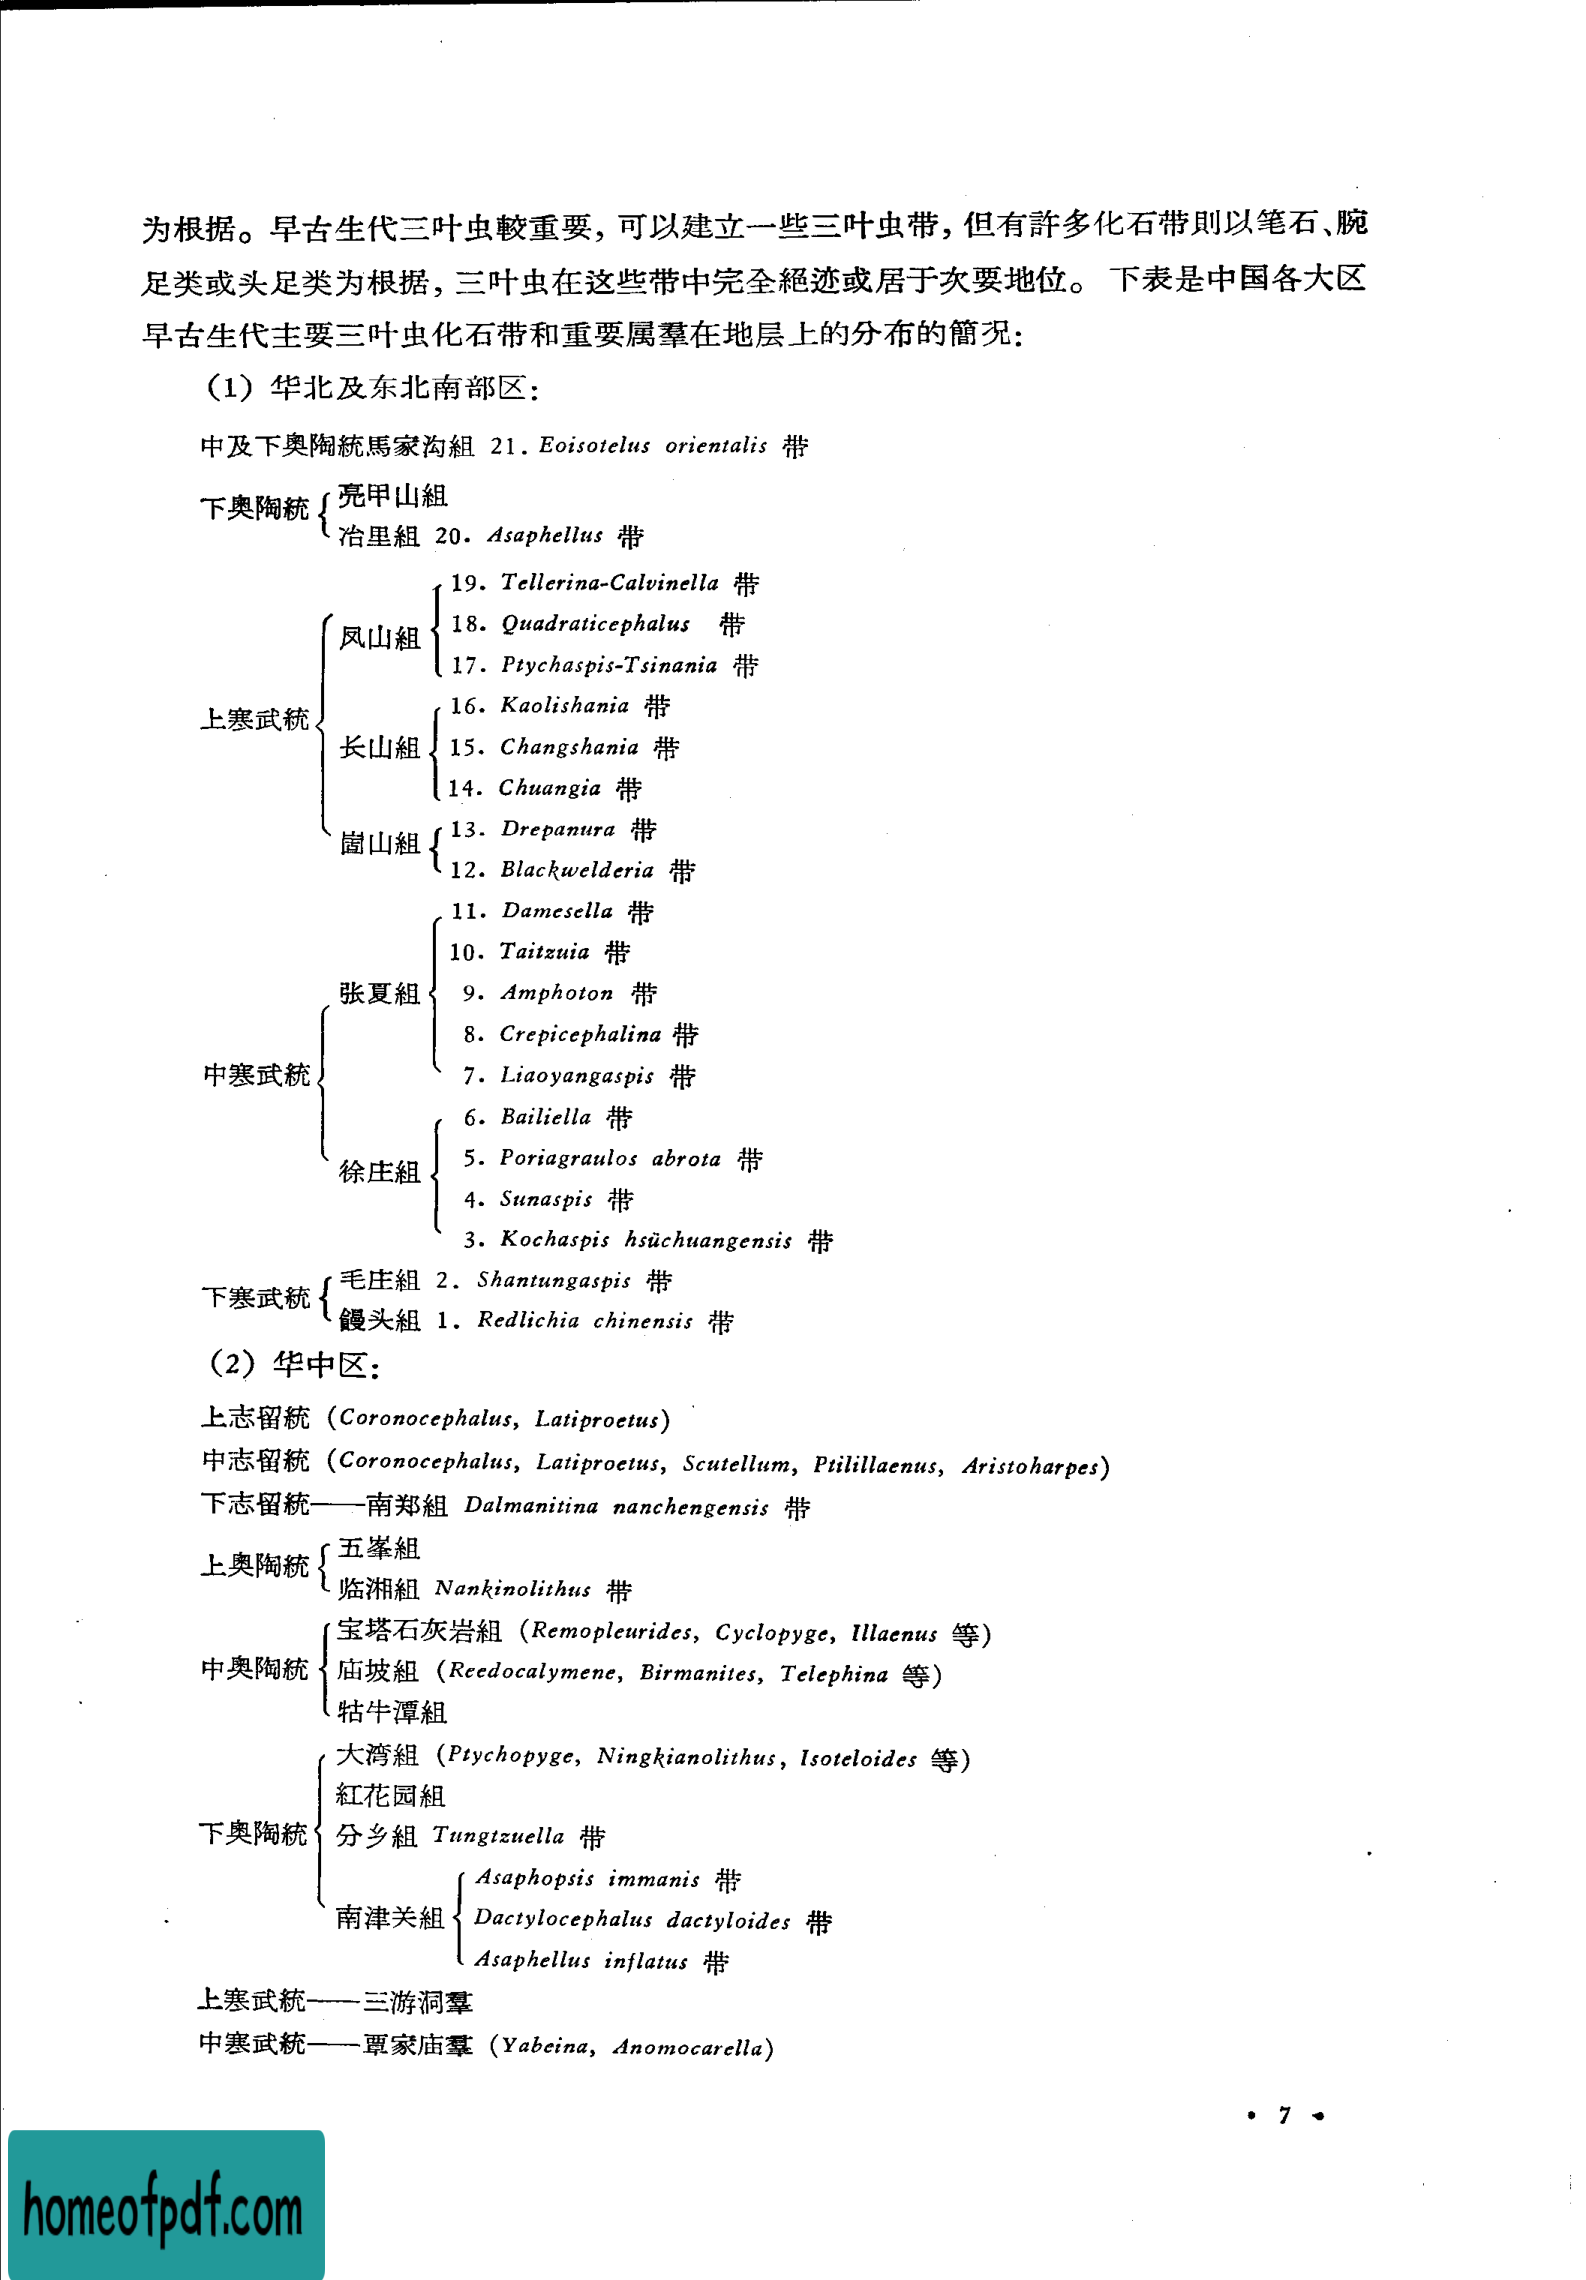 为根据。早古生代三叶虫較重要，可以建立一些三叶虫带，但有許多化石带則以笔石、腕
足类或头足类为根据，三叶虫在这些带中完全絕迹或居于次要地位。 下表是中国各大区
早古生代主要三叶虫化石带和重要属羣在地层上的分布的簡况：
（1）华北及东北南部区：
中及下奥陶統馬家沟組 21. Eoisotelus orientalis 带
亮甲山組
下奥陶統
冶里組 20. Asaphellus 带
19. Tellerina-Calvinella 带
18. Quadraticephalus 带
凤山組
17. Ptychaspis-Tsinania 带
16. Kaolishania 带
上寒武統
长山組 15. Changshania 带
14. Chuangia 带
13. Drepanura 带
崮山組
12. Blackwelderia 带
11. Damesella 带
10. Taitzuia 带
张夏組 9. Amphoton 带
8. Crepicephalina 带
中寒武統 7. Liaoyangaspis 带
6. Bailiella 带
5. Poriagraulos abrota 带
徐庄組
4. Sunaspis 带
3. Kochaspis hsüchuangensis 带
毛庄組 2. Shantungaspis 带
下寒武統
饅头組 1. Redlichia chinensis 带
（2）华中区：
上志留統 (Coronocephalus, Latiproetus)
中志留統 (Coronocephalus, Latiproetus, Scutellum, Ptilillaenus, Aristoharpes)
下志留統——南郑組 Dalmanitina nanchengensis 带
五峯組
上奥陶統
临湘組 Nankinolithus 带
宝塔石灰岩組 (Remopleurides, Cyclopyge, Illaenus 等)
中奥陶統 庙坡組 (Reedocalymene, Birmanites, Telephina 等)
牯牛潭組
大湾組 (Ptychopyge, Ningkianolithus, Isoteloides 等)
紅花园組
下奥陶統 分乡組 Tungtzuella 带
Asaphopsis immanis 带
南津关組 Dactylocephalus dactyloides 带
Asaphellus inflatus 带
上寒武統——三游洞羣
中寒武統——覃家庙羣 (Yabeina, Anomocarella)
• 7 •
homeofpdf.com